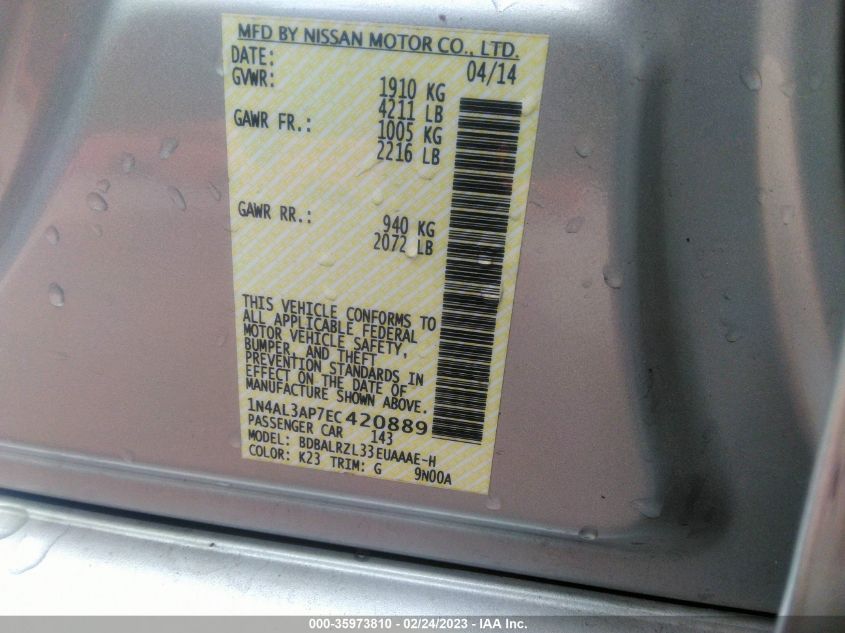 MFD BY NISSAN MOTOR CO., LTD.
DATE: 04/14
GVWR: 1910 KG
4211 LB
GAWR FR.: 1005 KG
2216 LB
GAWR RR.: 940 KG
2072 LB
THIS VEHICLE CONFORMS TO
ALL APPLICABLE FEDERAL
MOTOR VEHICLE SAFETY,
BUMPER, AND THEFT
PREVENTION STANDARDS IN
EFFECT ON THE DATE OF
MANUFACTURE SHOWN ABOVE.
1N4AL3AP7EC420889
PASSENGER CAR 143
MODEL: BDBALRZL33EUAAAE-H
COLOR: K23 TRIM: G 9N00A
000-35973810 - 02/24/2023 - IAA Inc.